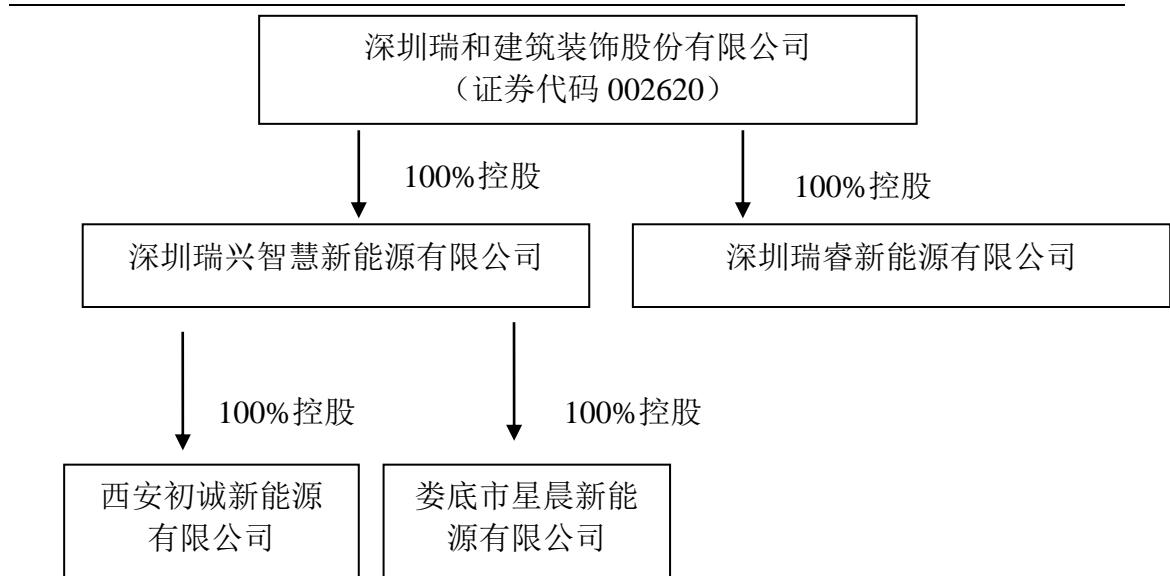 深圳瑞和建筑装饰股份有限公司
（证券代码 002620）
100%控股
100%控股
深圳瑞兴智慧新能源有限公司
深圳瑞睿新能源有限公司
100%控股
100%控股
西安初诚新能源
有限公司
娄底市星晨新能
源有限公司